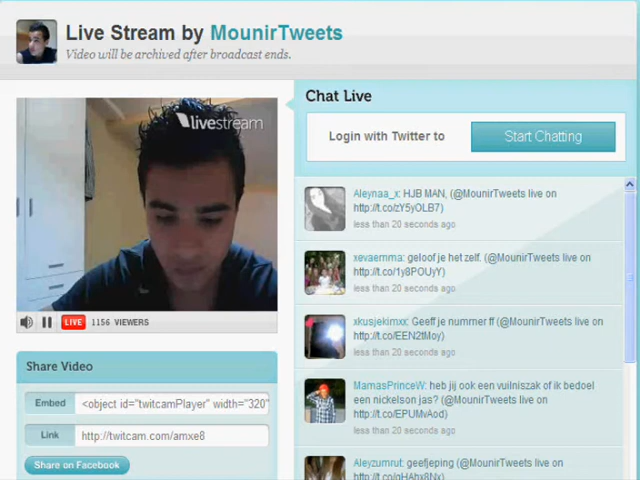 Live Stream by MounirTweets
Video will be archived after broadcast ends.
livestream
LIVE 1156 VIEWERS
Share Video
Embed <object id="twitcamPlayer" width="320"
Link http://twitcam.com/amxe8
Share on Facebook
Chat Live
Login with Twitter to Start Chatting
Aleynaa_x: HJB MAN, (@MounirTweets live on
http://t.co/zY5yOLB7)
less than 20 seconds ago
xevaemma: geloof je het zelf. (@MounirTweets live on
http://t.co/1y8POUyY)
less than 20 seconds ago
xkusjekimxx: Geeff je nummer ff (@MounirTweets live on
http://t.co/EEN2tMoy)
less than 20 seconds ago
MamasPrinceW: heb jij ook een vuilniszak of ik bedoel
een nickelson jas? (@MounirTweets live on
http://t.co/EPUMvAod)
less than 20 seconds ago
Aleyzumrut: geefjeping (@MounirTweets live on